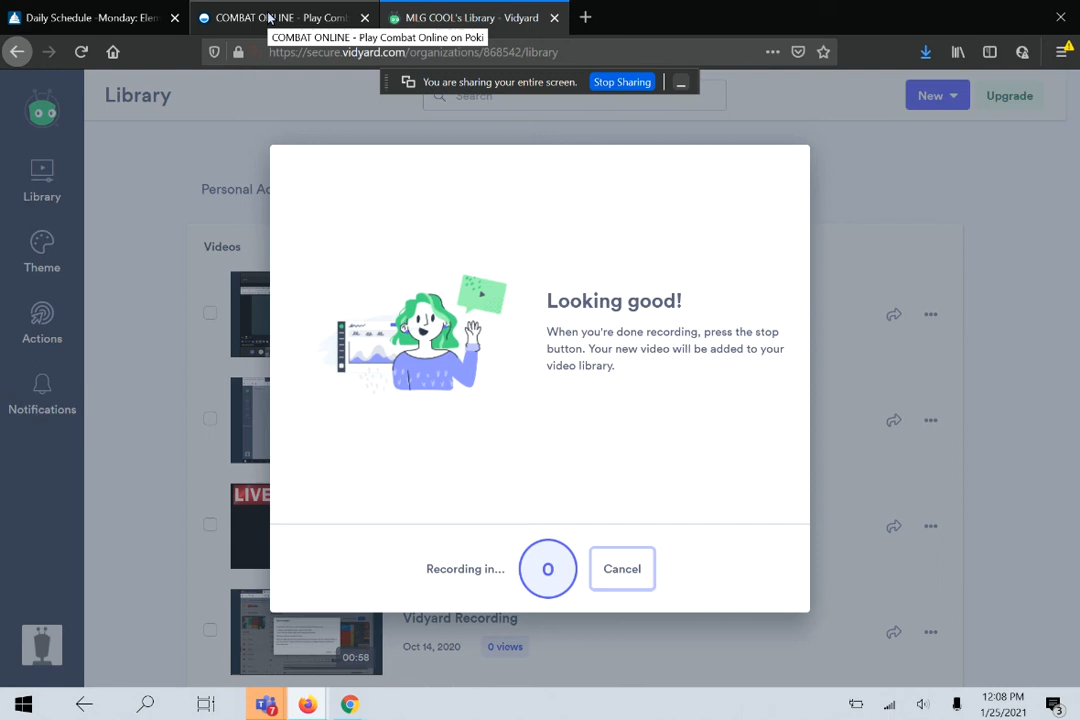 Daily Schedule -Monday: Elem
COMBAT ONLINE - Play Comb
MLG COOL's Library - Vidyard
COMBAT ONLINE - Play Combat Online on Poki
https://secure.vidyard.com/organizations/868542/library
You are sharing your entire screen.
Stop Sharing
Library
Search
New
Upgrade
Library
Theme
Actions
Notifications
Personal Ac
Videos
LIVE
Looking good!
When you're done recording, press the stop
button. Your new video will be added to your
video library.
Recording in...
0
Cancel
Vidyard Recording
Oct 14, 2020
0 views
00:58
7
12:08 PM
1/25/2021
3